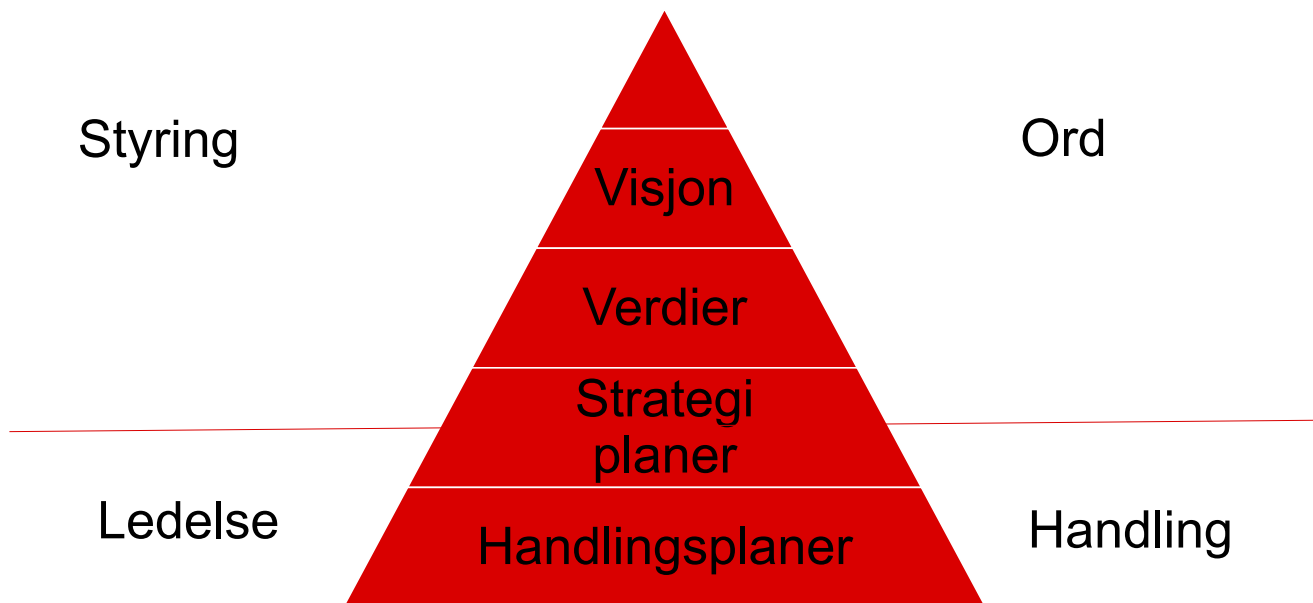 Styring
Ord
Visjon
Verdier
Strategi
planer
Ledelse
Handling
Handlingsplaner